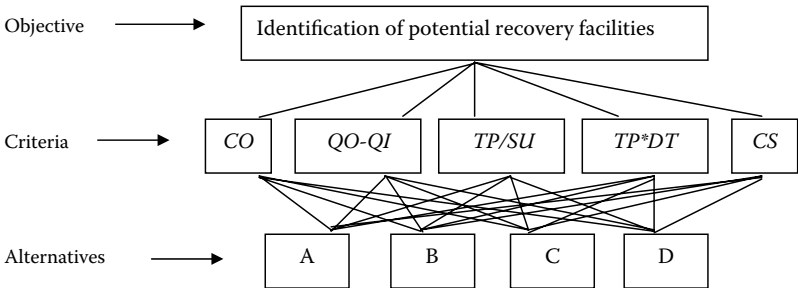 Objective
Identification of potential recovery facilities
Criteria
CO
QO-QI
TP/SU
TP*DT
CS
Alternatives
A
B
C
D